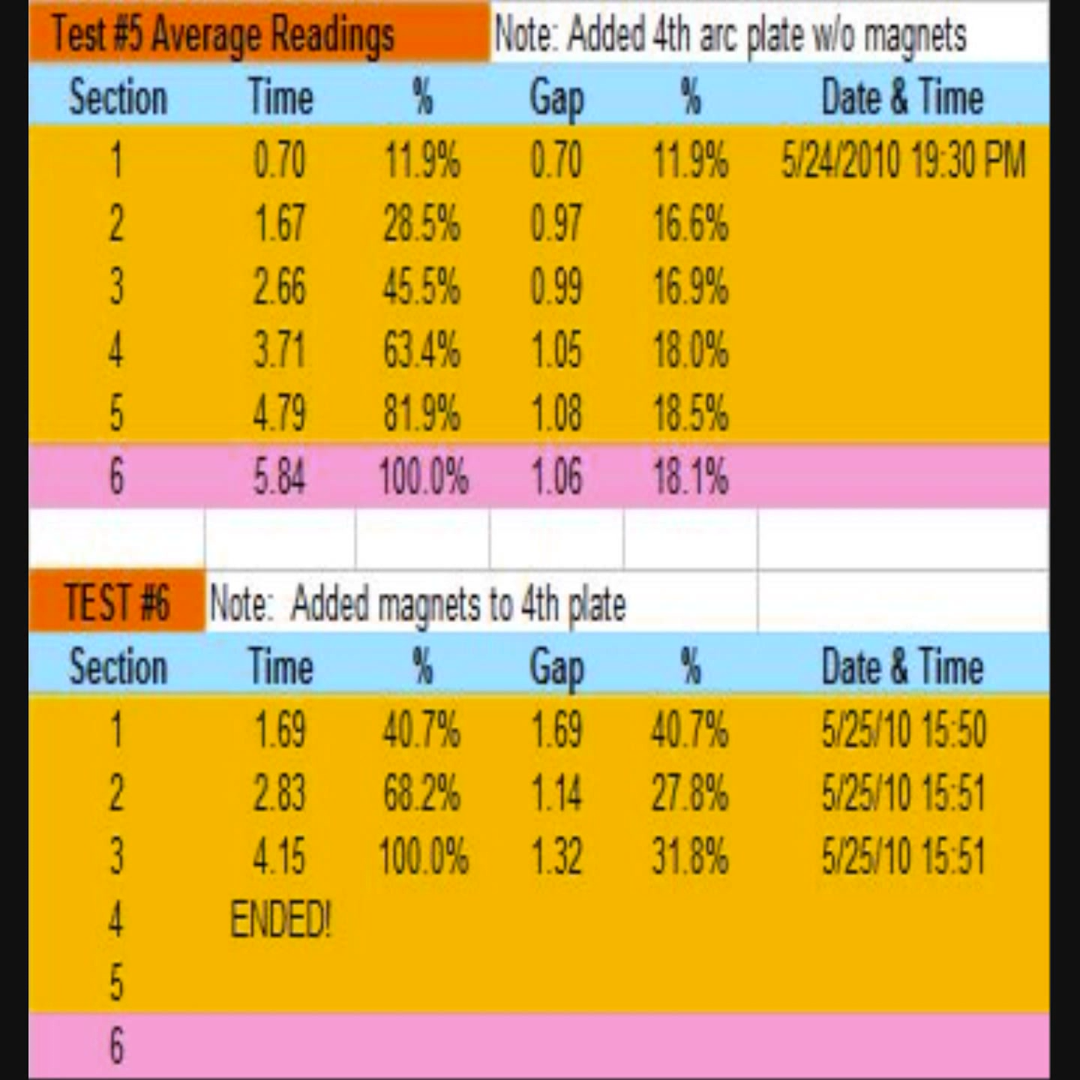 Test #5 Average Readings Note: Added 4th arc plate w/o magnets
Section Time % Gap % Date & Time
1 0.70 11.9% 0.70 11.9% 5/24/2010 19:30 PM
2 1.67 28.5% 0.97 16.6%
3 2.66 45.5% 0.99 16.9%
4 3.71 63.4% 1.05 18.0%
5 4.79 81.9% 1.08 18.5%
6 5.84 100.0% 1.06 18.1%
TEST #6 Note: Added magnets to 4th plate
Section Time % Gap % Date & Time
1 1.69 40.7% 1.69 40.7% 5/25/10 15:50
2 2.83 68.2% 1.14 27.8% 5/25/10 15:51
3 4.15 100.0% 1.32 31.8% 5/25/10 15:51
4 ENDED!
5
6